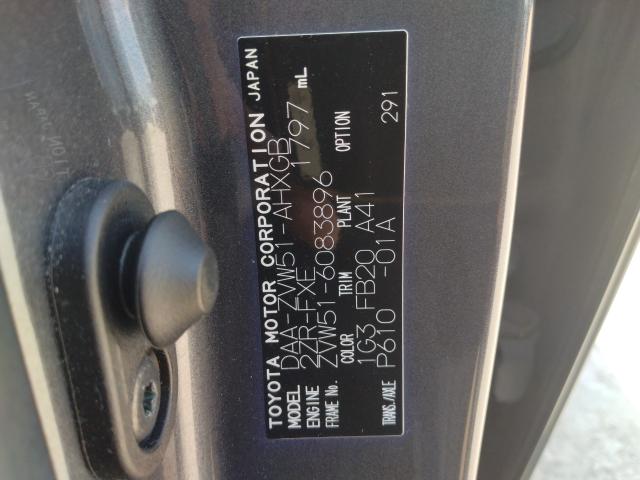 TOYOTA MOTOR CORPORATION JAPAN
MODEL DAA-ZVW51-AHXGB
ENGINE 2ZR-FXE 1797 mL
FRAME No. ZVW51-6083896
COLOR TRIM PLANT OPTION
1G3 FB20 A41 291
TRANS./AXLE P610 -01A